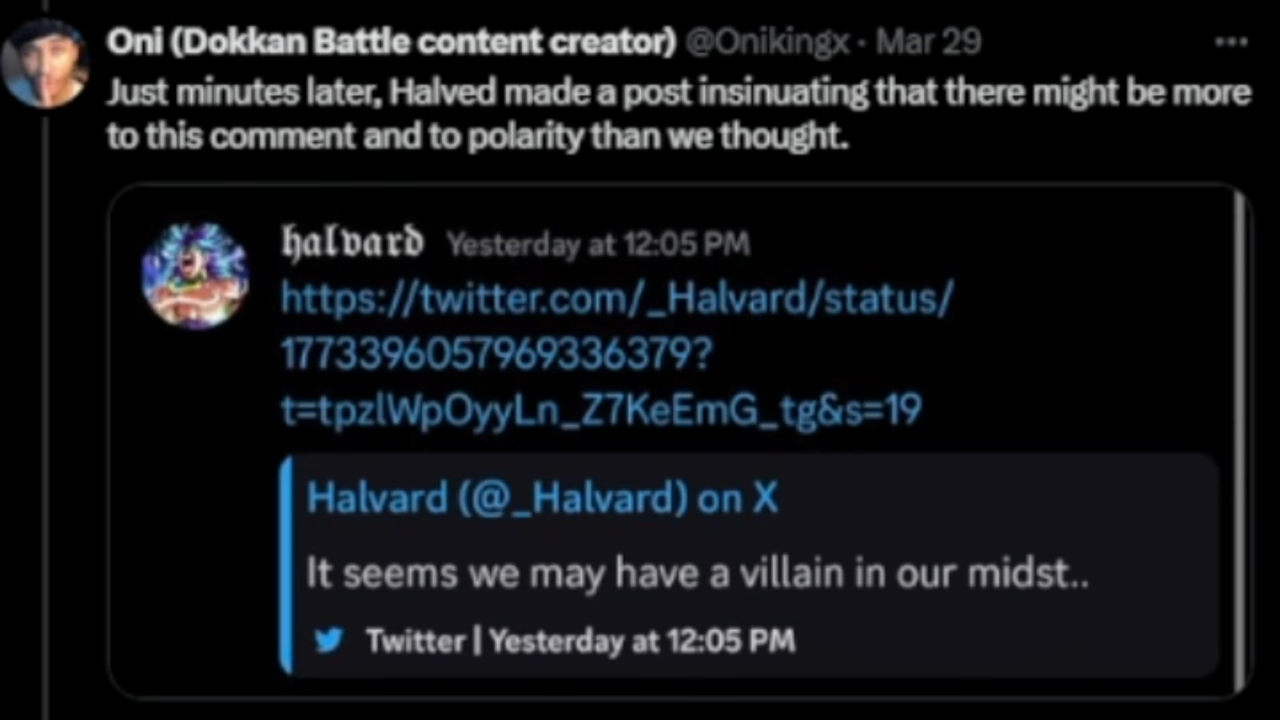 Oni (Dokkan Battle content creator) @Onikingx · Mar 29
Just minutes later, Halved made a post insinuating that there might be more
to this comment and to polarity than we thought.
halvard Yesterday at 12:05 PM
https://twitter.com/_Halvard/status/
1773396057969336379?
t=tpzlWpOyyLn_Z7KeEmG_tg&s=19
Halvard (@_Halvard) on X
It seems we may have a villain in our midst..
Twitter | Yesterday at 12:05 PM